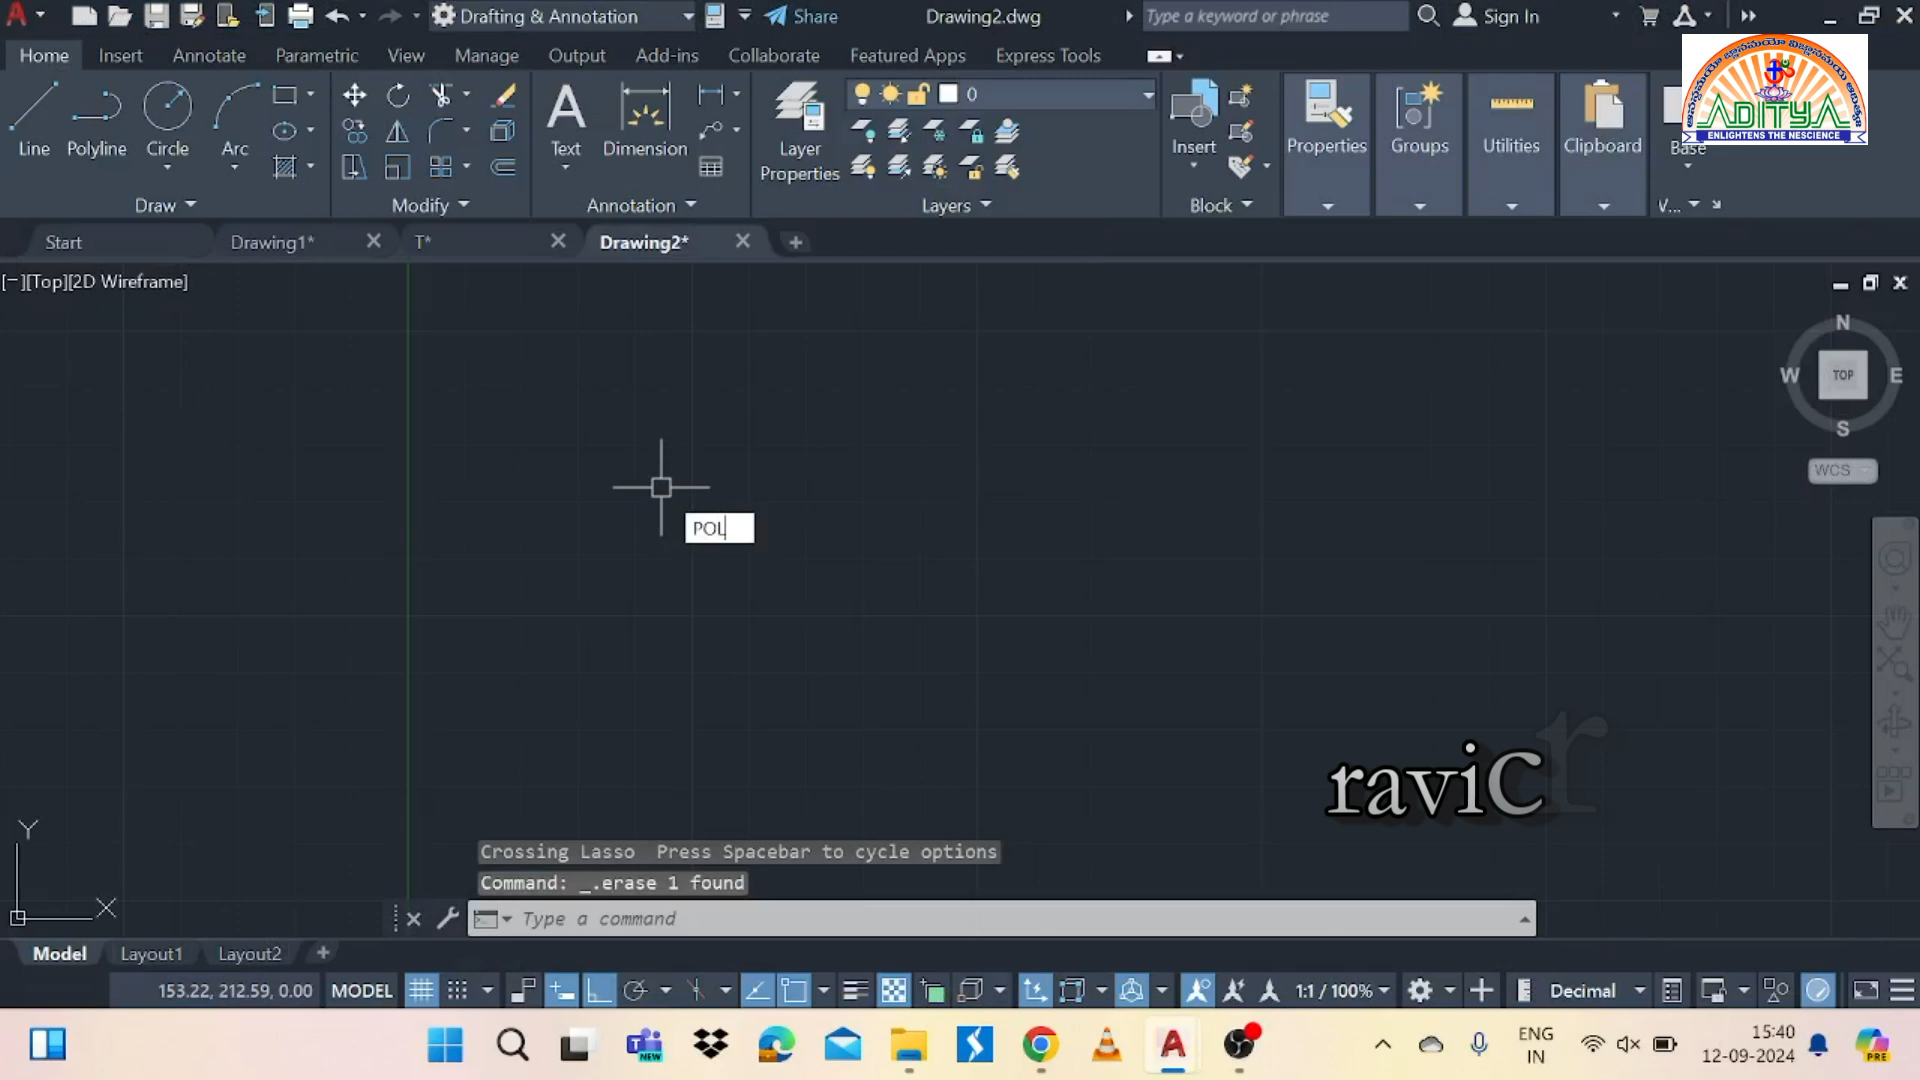 Drafting & Annotation
Share
Drawing2.dwg
Type a keyword or phrase
Sign In
Home
Insert
Annotate
Parametric
View
Manage
Output
Add-ins
Collaborate
Featured Apps
Express Tools
ADITYA
ENLIGHTENS THE NESCIENCE
Line
Polyline
Circle
Arc
Text
Dimension
Layer Properties
0
Insert
Properties
Groups
Utilities
Clipboard
Base
Draw
Modify
Annotation
Layers
Block
V...
Start
Drawing1*
T*
Drawing2*
[−][Top][2D Wireframe]
N
W
TOP
E
S
WCS
POL
ravicr
Y
X
Crossing Lasso  Press Spacebar to cycle options
Command: _.erase 1 found
Type a command
Model
Layout1
Layout2
153.22, 212.59, 0.00
MODEL
1:1 / 100%
Decimal
NEW
ENG
IN
15:40
12-09-2024
PRE